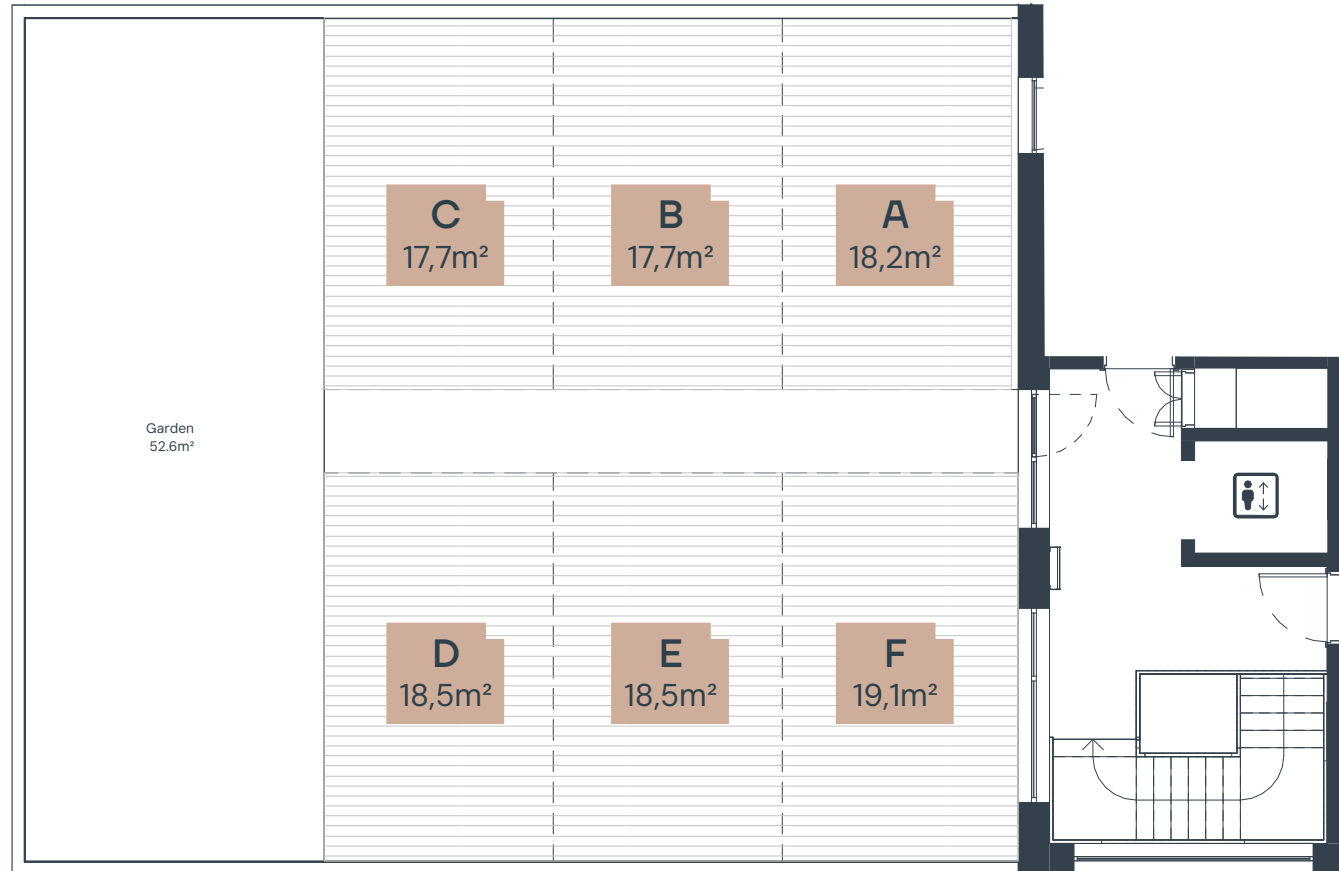 C
17,7m²
B
17,7m²
A
18,2m²
Garden
52.6m²
D
18,5m²
E
18,5m²
F
19,1m²